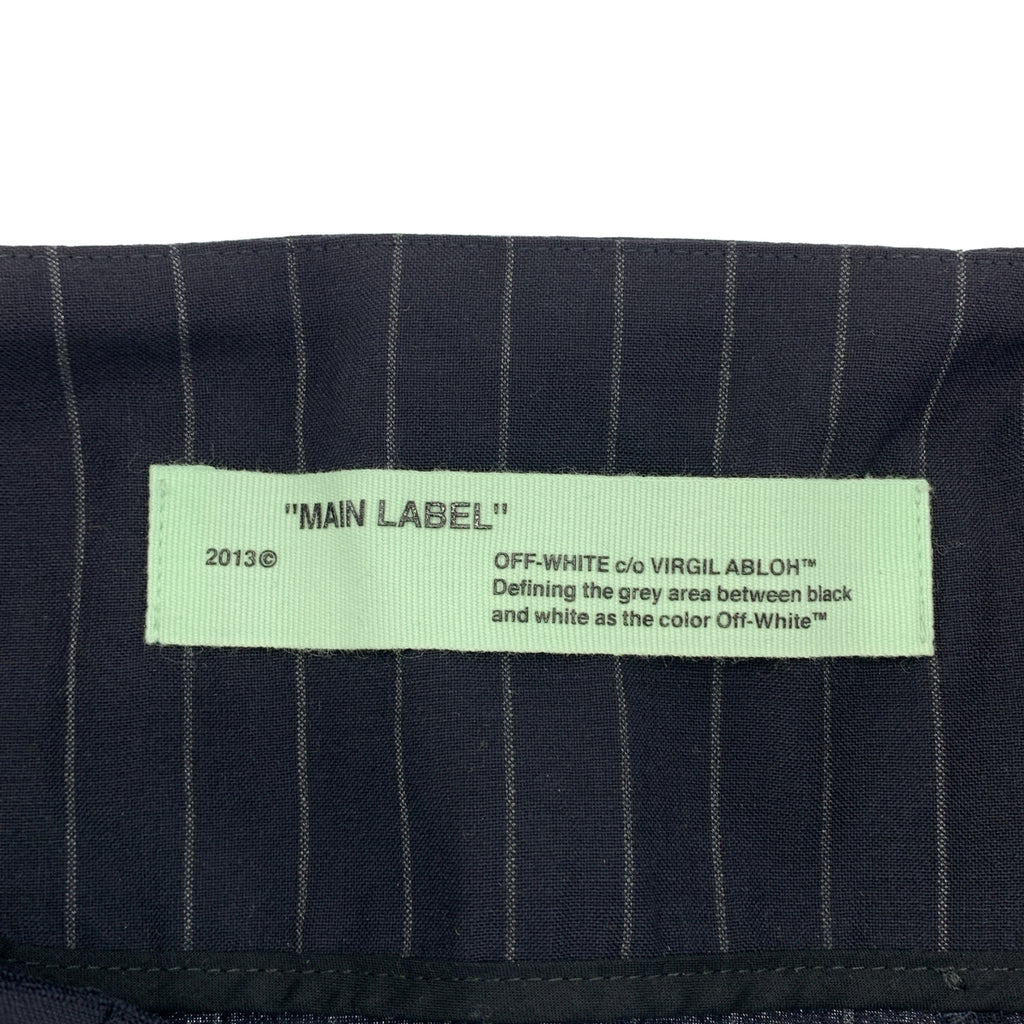 "MAIN LABEL"
2013© OFF-WHITE c/o VIRGIL ABLOH™
Defining the grey area between black
and white as the color Off-White™